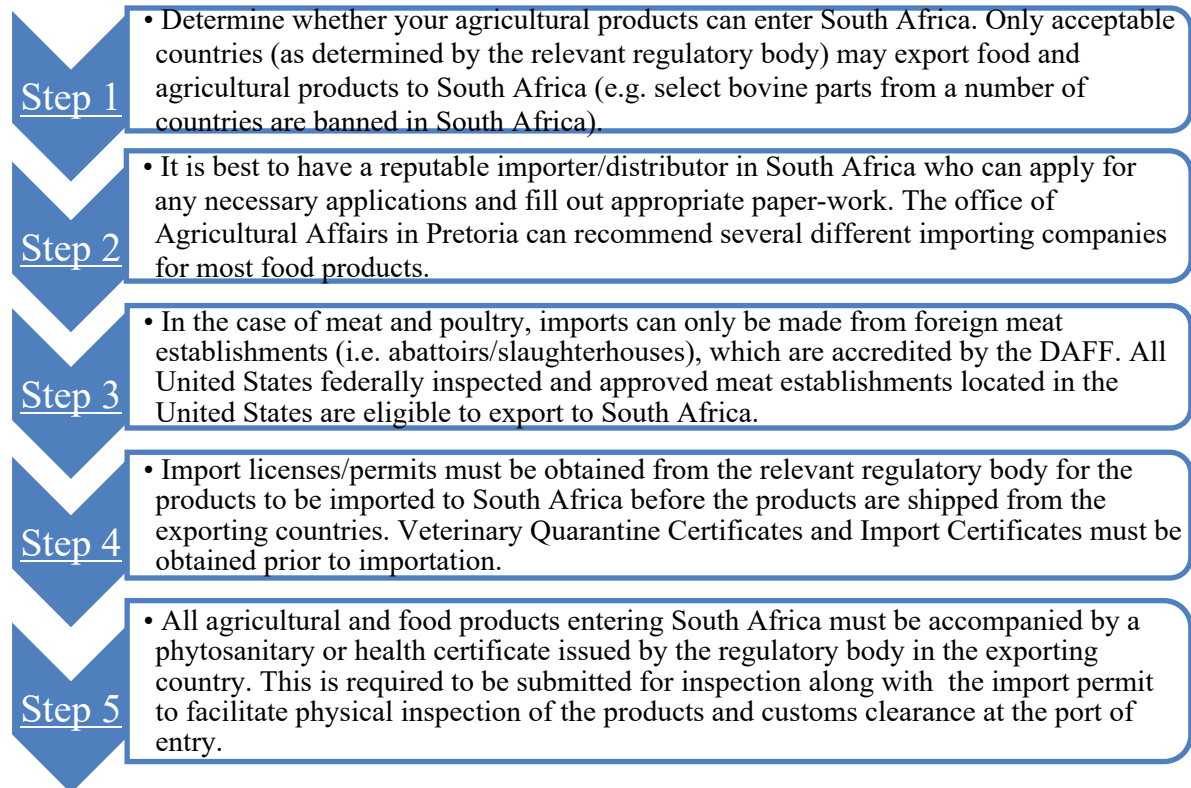 Step 1
• Determine whether your agricultural products can enter South Africa. Only acceptable
countries (as determined by the relevant regulatory body) may export food and
agricultural products to South Africa (e.g. select bovine parts from a number of
countries are banned in South Africa).
Step 2
• It is best to have a reputable importer/distributor in South Africa who can apply for
any necessary applications and fill out appropriate paper-work. The office of
Agricultural Affairs in Pretoria can recommend several different importing companies
for most food products.
Step 3
• In the case of meat and poultry, imports can only be made from foreign meat
establishments (i.e. abattoirs/slaughterhouses), which are accredited by the DAFF. All
United States federally inspected and approved meat establishments located in the
United States are eligible to export to South Africa.
Step 4
• Import licenses/permits must be obtained from the relevant regulatory body for the
products to be imported to South Africa before the products are shipped from the
exporting countries. Veterinary Quarantine Certificates and Import Certificates must be
obtained prior to importation.
Step 5
• All agricultural and food products entering South Africa must be accompanied by a
phytosanitary or health certificate issued by the regulatory body in the exporting
country. This is required to be submitted for inspection along with the import permit
to facilitate physical inspection of the products and customs clearance at the port of
entry.